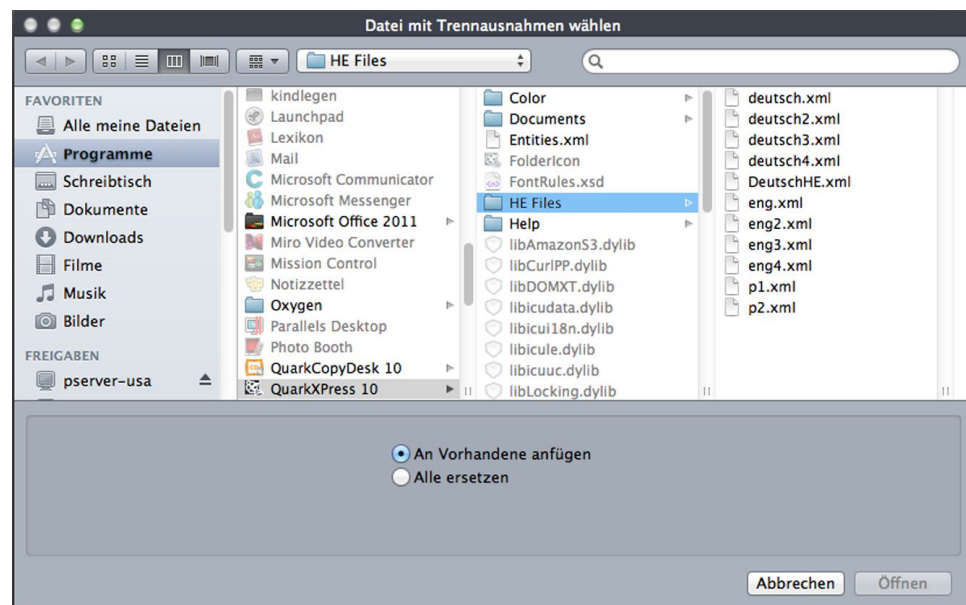 Datei mit Trennausnahmen wählen
HE Files
FAVORITEN
Alle meine Dateien
Programme
Schreibtisch
Dokumente
Downloads
Filme
Musik
Bilder
FREIGABEN
pserver-usa
kindlegen
Launchpad
Lexikon
Mail
Microsoft Communicator
Microsoft Messenger
Microsoft Office 2011
Miro Video Converter
Mission Control
Notizzettel
Oxygen
Parallels Desktop
Photo Booth
QuarkCopyDesk 10
QuarkXPress 10
Color
Documents
Entities.xml
FolderIcon
FontRules.xsd
HE Files
Help
libAmazonS3.dylib
libCurlPP.dylib
libDOMXT.dylib
libicudata.dylib
libicui18n.dylib
libicule.dylib
libicuuc.dylib
libLocking.dylib
deutsch.xml
deutsch2.xml
deutsch3.xml
deutsch4.xml
DeutschHE.xml
eng.xml
eng2.xml
eng3.xml
eng4.xml
p1.xml
p2.xml
An Vorhandene anfügen
Alle ersetzen
Abbrechen
Öffnen